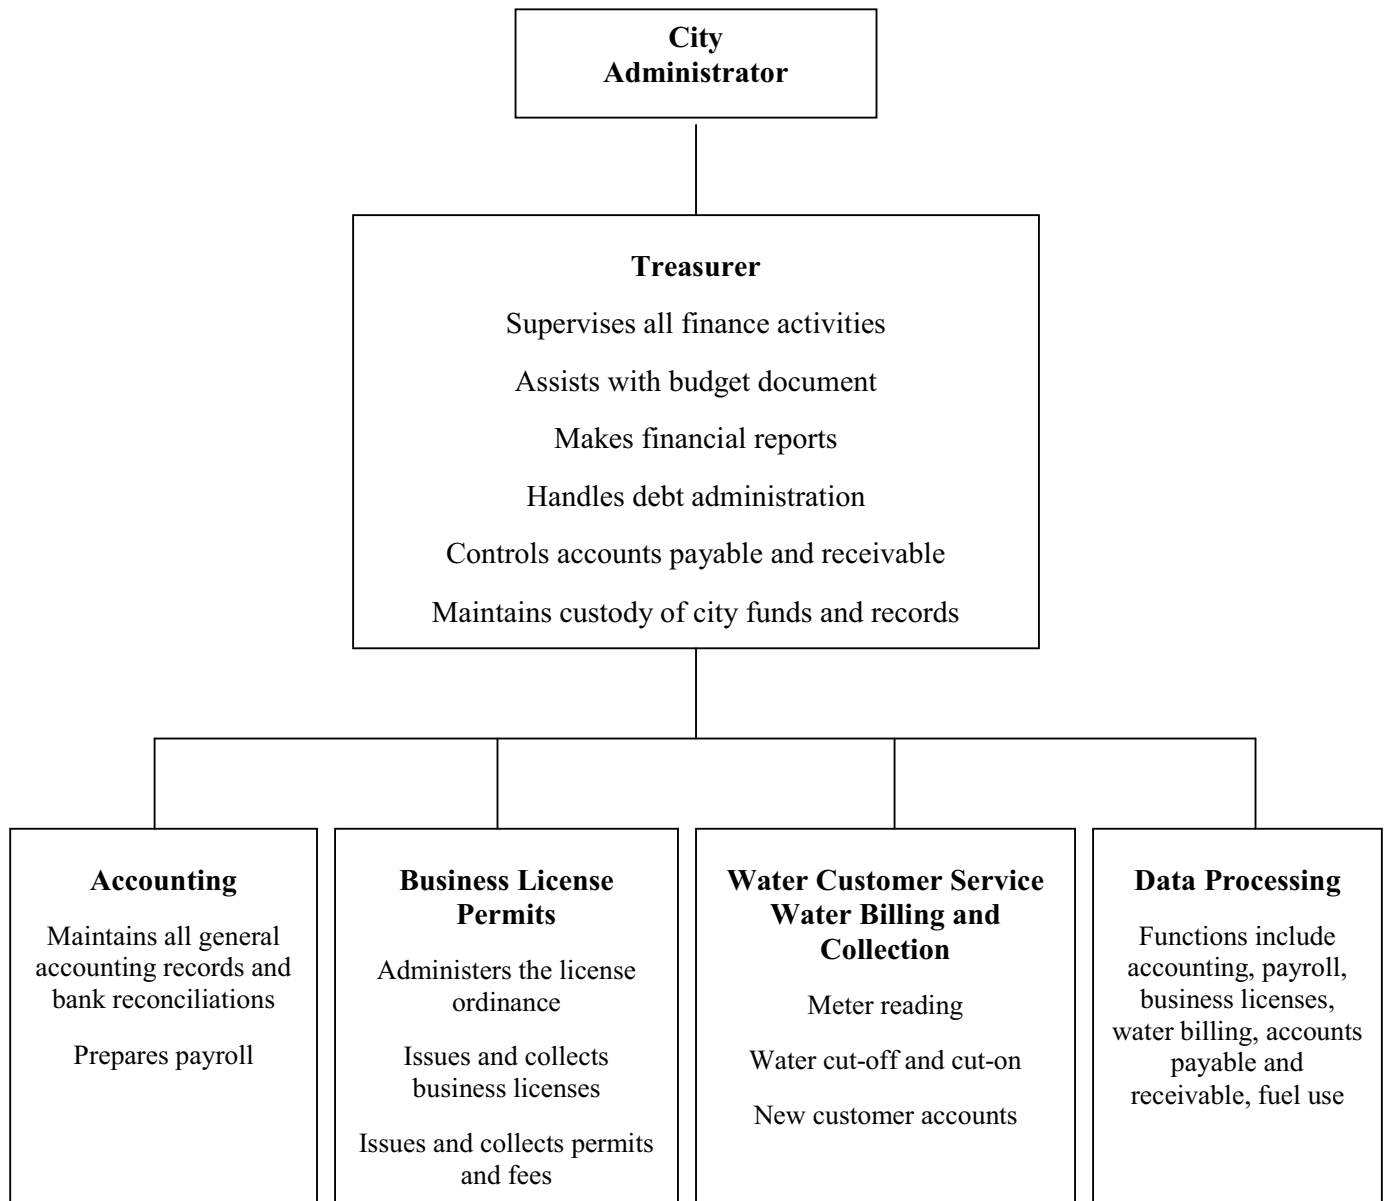 City
Administrator
Treasurer
Supervises all finance activities
Assists with budget document
Makes financial reports
Handles debt administration
Controls accounts payable and receivable
Maintains custody of city funds and records
Accounting
Maintains all general
accounting records and
bank reconciliations
Prepares payroll
Business License
Permits
Administers the license
ordinance
Issues and collects
business licenses
Issues and collects permits
and fees
Water Customer Service
Water Billing and
Collection
Meter reading
Water cut-off and cut-on
New customer accounts
Data Processing
Functions include
accounting, payroll,
business licenses,
water billing, accounts
payable and
receivable, fuel use